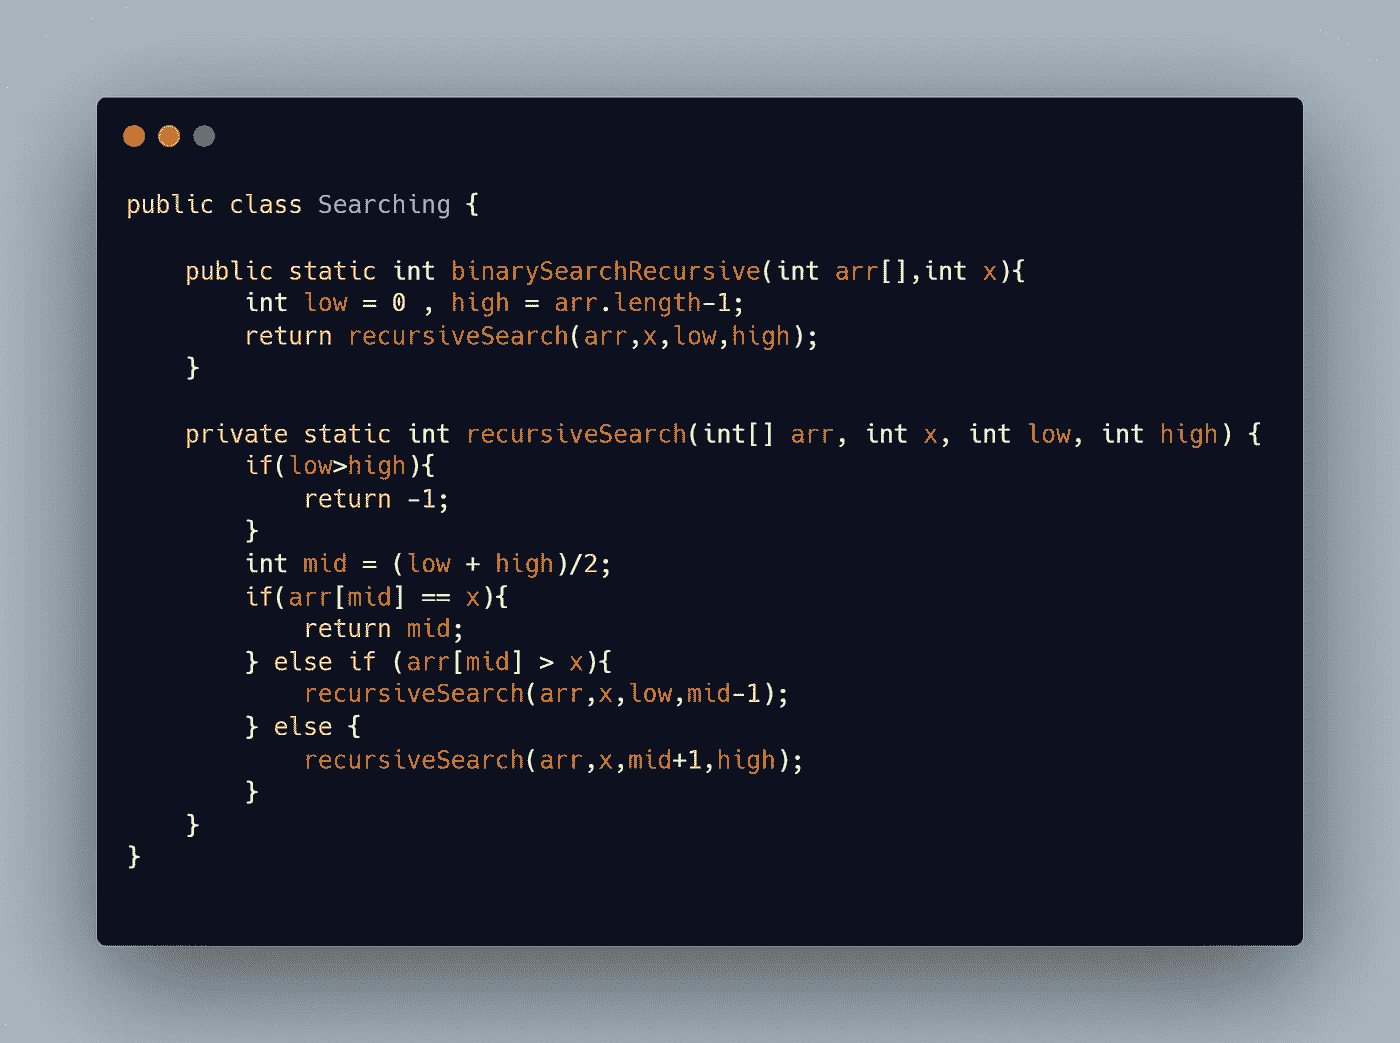 public class Searching {
    public static int binarySearchRecursive(int arr[],int x){
        int low = 0 , high = arr.length-1;
        return recursiveSearch(arr,x,low,high);
    }
    private static int recursiveSearch(int[] arr, int x, int low, int high) {
        if(low>high){
            return -1;
        }
        int mid = (low + high)/2;
        if(arr[mid] == x){
            return mid;
        } else if (arr[mid] > x){
            recursiveSearch(arr,x,low,mid-1);
        } else {
            recursiveSearch(arr,x,mid+1,high);
        }
    }
}